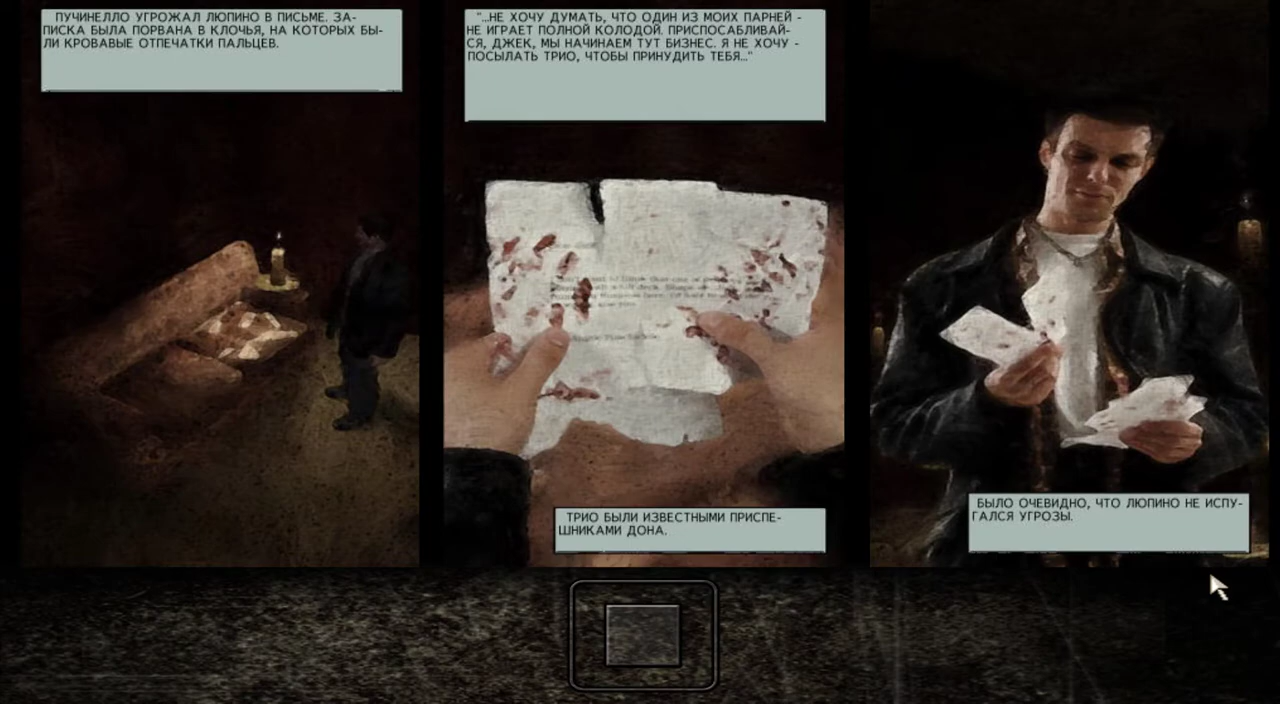 ПУЧИНЕЛЛО УГРОЖАЛ ЛЮПИНО В ПИСЬМЕ. ЗА-
ПИСКА БЫЛА ПОРВАНА В КЛОЧЬЯ, НА КОТОРЫХ БЫ-
ЛИ КРОВАВЫЕ ОТПЕЧАТКИ ПАЛЬЦЕВ.
"...НЕ ХОЧУ ДУМАТЬ, ЧТО ОДИН ИЗ МОИХ ПАРНЕЙ -
НЕ ИГРАЕТ ПОЛНОЙ КОЛОДОЙ. ПРИСПОСАБЛИВАЙ-
СЯ, ДЖЕК, МЫ НАЧИНАЕМ ТУТ БИЗНЕС. Я НЕ ХОЧУ -
ПОСЫЛАТЬ ТРИО, ЧТОБЫ ПРИНУДИТЬ ТЕБЯ..."
ТРИО БЫЛИ ИЗВЕСТНЫМИ ПРИСПЕ-
ШНИКАМИ ДОНА.
БЫЛО ОЧЕВИДНО, ЧТО ЛЮПИНО НЕ ИСПУ-
ГАЛСЯ УГРОЗЫ.